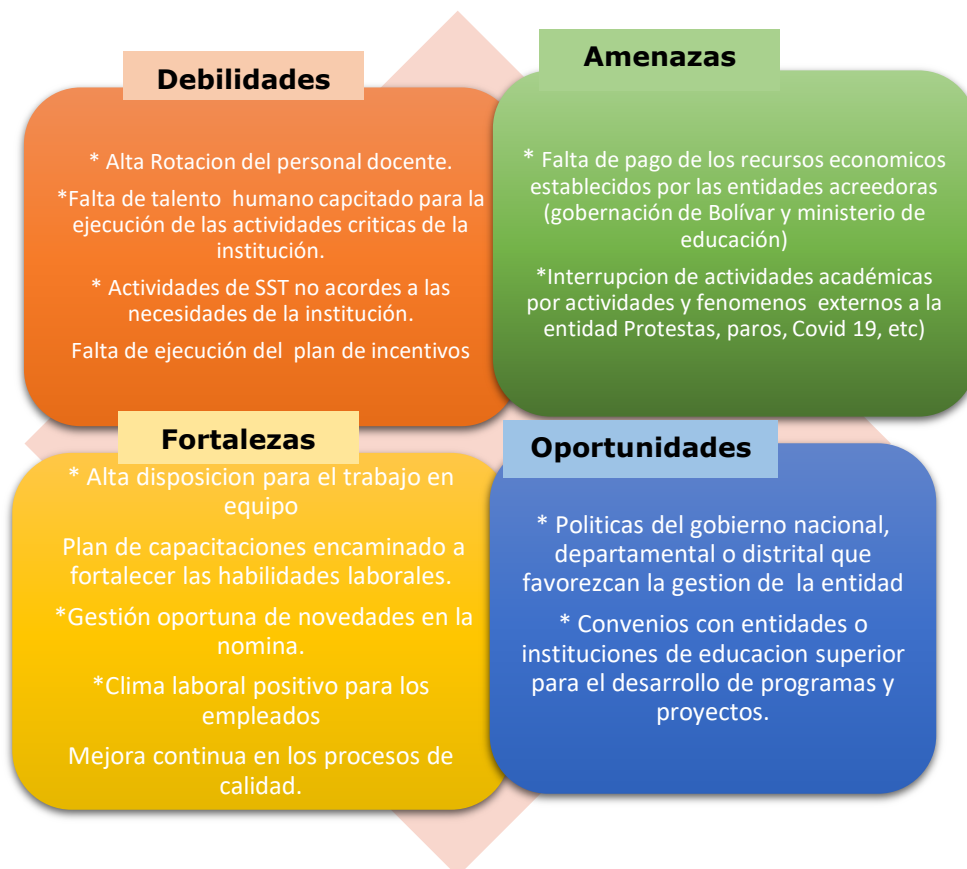 Debilidades
* Alta Rotacion del personal docente.
*Falta de talento humano capcitado para la
ejecución de las actividades criticas de la
institución.
* Actividades de SST no acordes a las
necesidades de la institución.
Falta de ejecución del plan de incentivos
Amenazas
* Falta de pago de los recursos economicos
establecidos por las entidades acreedoras
(gobernación de Bolívar y ministerio de
educación)
*Interrupcion de actividades académicas
por actividades y fenomenos externos a la
entidad Protestas, paros, Covid 19, etc)
Fortalezas
* Alta disposicion para el trabajo en
equipo
Plan de capacitaciones encaminado a
fortalecer las habilidades laborales.
*Gestión oportuna de novedades en la
nomina.
*Clima laboral positivo para los
empleados
Mejora continua en los procesos de
calidad.
Oportunidades
* Politicas del gobierno nacional,
departamental o distrital que
favorezcan la gestion de la entidad
* Convenios con entidades o
instituciones de educacion superior
para el desarrollo de programas y
proyectos.